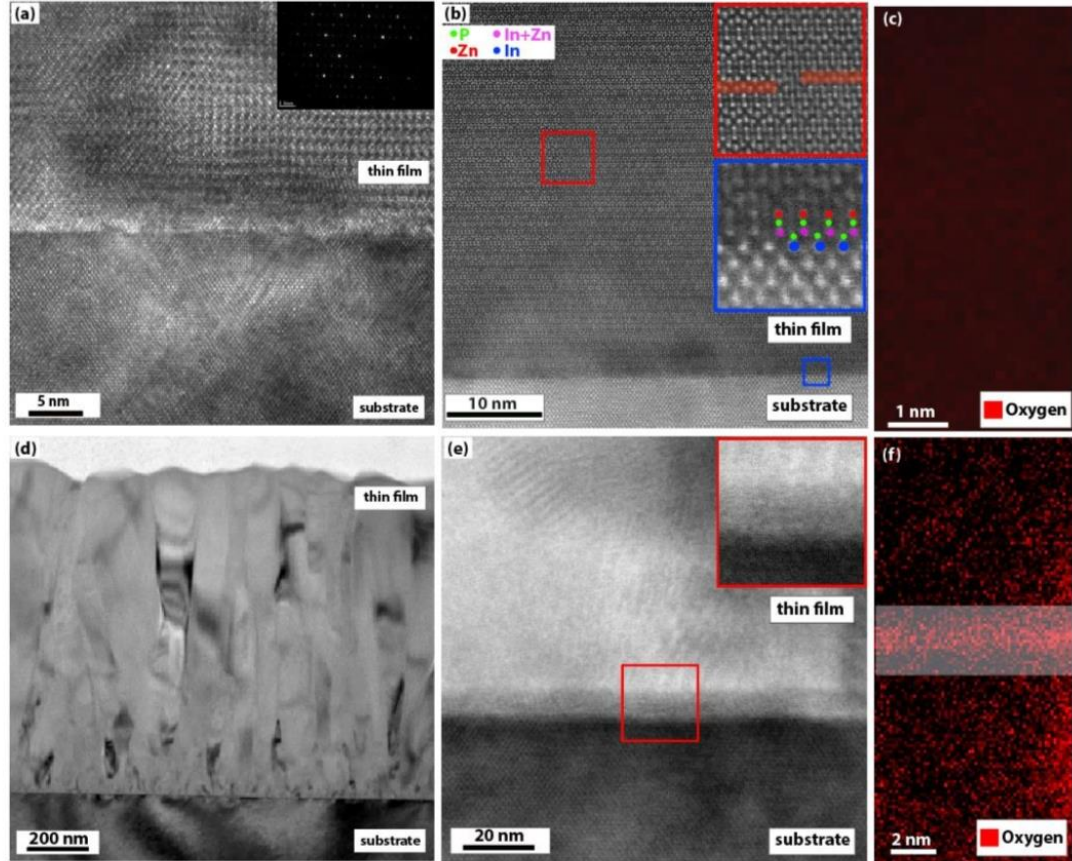 (a)
thin film
5 nm
substrate
(b)
P In+Zn
Zn In
thin film
10 nm
substrate
(c)
1 nm
Oxygen
(d)
thin film
200 nm
substrate
(e)
thin film
20 nm
substrate
(f)
2 nm
Oxygen